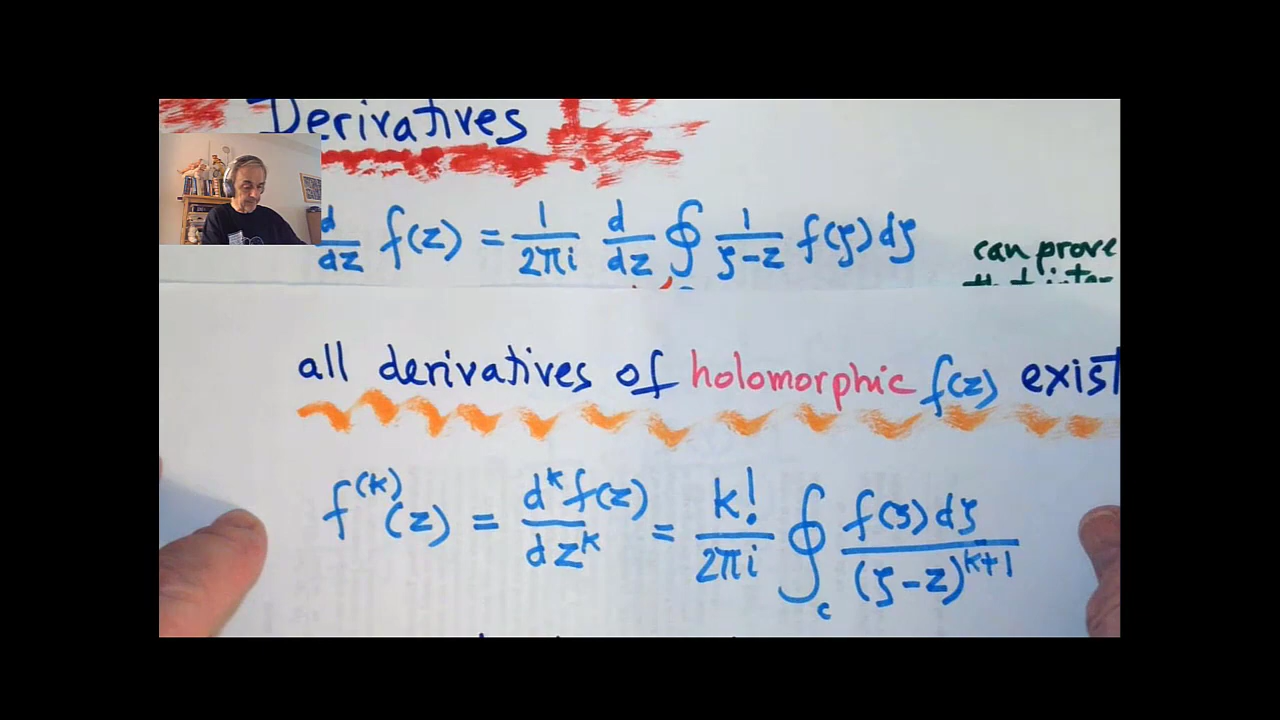 Derivatives
d/dz f(z) = 1/2πi d/dz ∮ 1/ζ-z f(ζ) dζ
can prove
all derivatives of holomorphic f(z) exist
f^(k)(z) = d^k f(z)/dz^k = k!/2πi ∮_c f(ζ) dζ/(ζ-z)^k+1